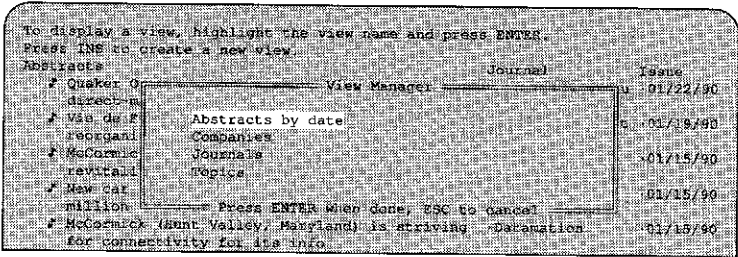 To display a view, highlight the view name and press ENTER.
Press INS to create a new view.
Abstracts Journal Issue
♪ Quaker O View Manager u 01/22/90
direct-m
♪ Vie de F Abstracts by date t 01/19/90
reorgani Companies
♪ McCormic Journals 01/15/90
revitali Topics
♪ New car 01/15/90
million Press ENTER when done, ESC to cancel
♪ McCormick (Hunt Valley, Maryland) is striving Datamation 01/15/90
for connectivity for its info